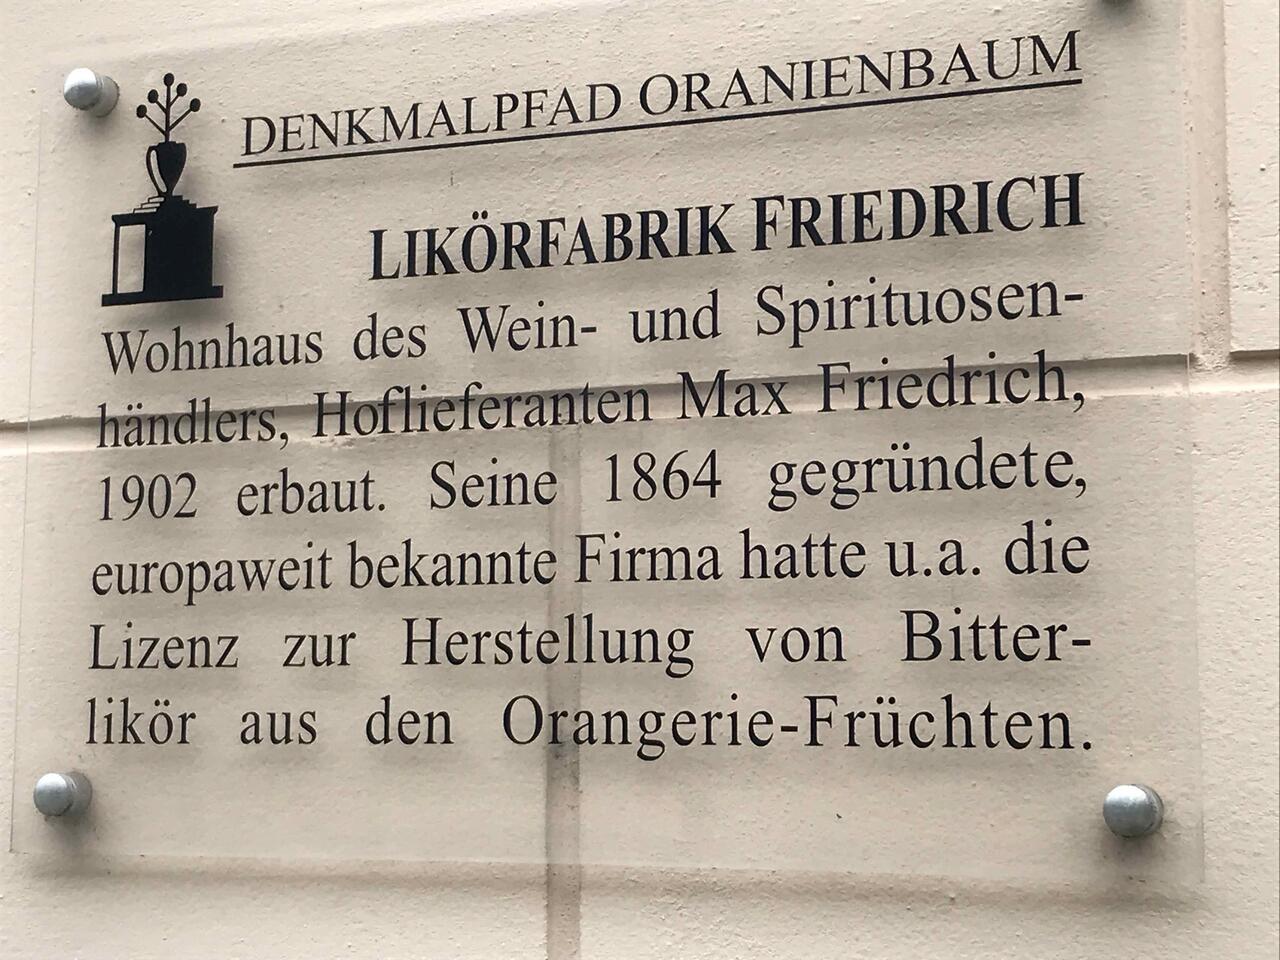 DENKMALPFAD ORANIENBAUM
LIKÖRFABRIK FRIEDRICH
Wohnhaus des Wein- und Spirituosen-
händlers, Hoflieferanten Max Friedrich,
1902 erbaut. Seine 1864 gegründete,
europaweit bekannte Firma hatte u.a. die
Lizenz zur Herstellung von Bitter-
likör aus den Orangerie-Früchten.